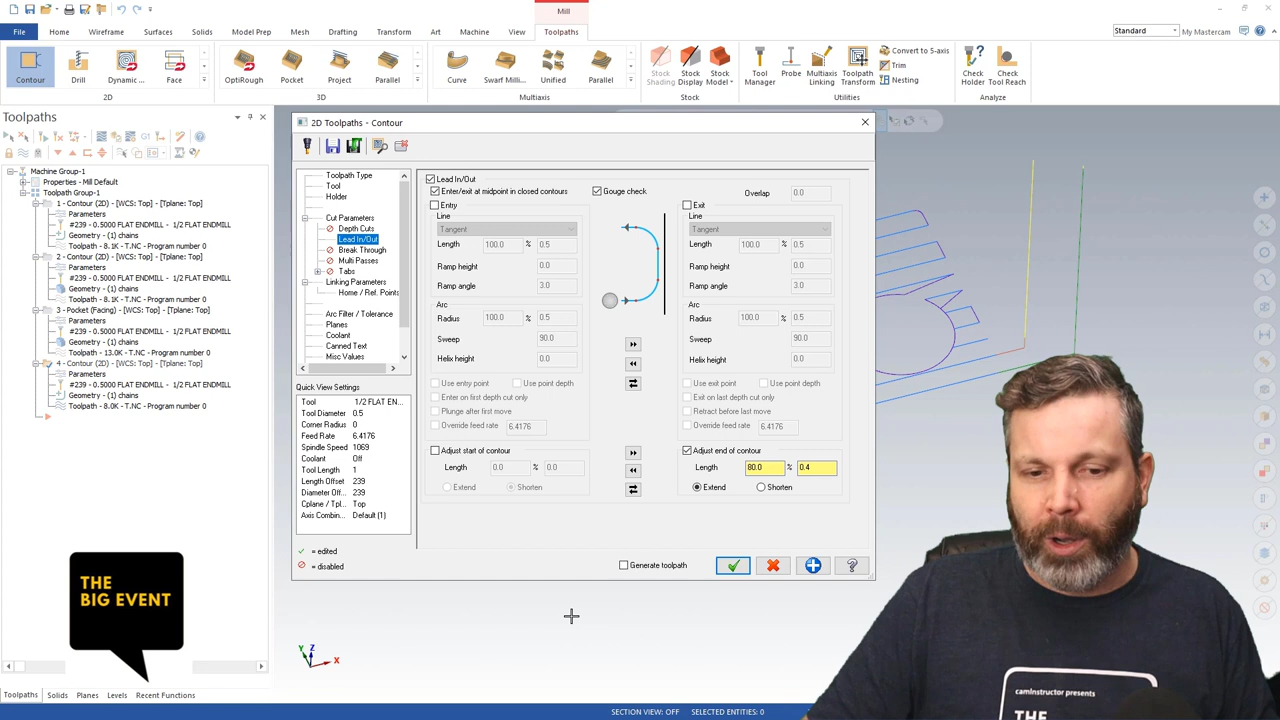 Mill
File
Home
Wireframe
Surfaces
Solids
Model Prep
Mesh
Drafting
Transform
Art
Machine
View
Toolpaths
Standard
My Mastercam
Contour
Drill
Dynamic ...
Face
OptiRough
Pocket
Project
Parallel
Curve
Swarf Milli...
Unified
Parallel
Stock Shading
Stock Display
Stock Model
Tool Manager
Probe
Multiaxis Linking
Toolpath Transform
Convert to 5-axis
Trim
Nesting
Check Holder
Check Tool Reach
2D
3D
Multiaxis
Stock
Utilities
Analyze
Toolpaths
Machine Group-1
Properties - Mill Default
Toolpath Group-1
1 - Contour (2D) - [WCS: Top] - [Tplane: Top]
Parameters
#239 - 0.5000 FLAT ENDMILL - 1/2 FLAT ENDMILL
Geometry - (1) chains
Toolpath - 8.1K - T.NC - Program number 0
2 - Contour (2D) - [WCS: Top] - [Tplane: Top]
Parameters
#239 - 0.5000 FLAT ENDMILL - 1/2 FLAT ENDMILL
Geometry - (1) chains
Toolpath - 8.1K - T.NC - Program number 0
3 - Pocket (Facing) - [WCS: Top] - [Tplane: Top]
Parameters
#239 - 0.5000 FLAT ENDMILL - 1/2 FLAT ENDMILL
Geometry - (1) chains
Toolpath - 13.0K - T.NC - Program number 0
4 - Contour (2D) - [WCS: Top] - [Tplane: Top]
Parameters
#239 - 0.5000 FLAT ENDMILL - 1/2 FLAT ENDMILL
Geometry - (1) chains
Toolpath - 8.0K - T.NC - Program number 0
2D Toolpaths - Contour
Toolpath Type
Tool
Holder
Cut Parameters
Depth Cuts
Lead In/Out
Break Through
Multi Passes
Tabs
Linking Parameters
Home / Ref. Points
Arc Filter / Tolerance
Planes
Coolant
Canned Text
Misc Values
Quick View Settings
Tool 1/2 FLAT EN...
Tool Diameter 0.5
Corner Radius 0
Feed Rate 6.4176
Spindle Speed 1069
Coolant Off
Tool Length 1
Length Offset 239
Diameter Off... 239
Cplane / Tpl... Top
Axis Combin... Default (1)
= edited
= disabled
Lead In/Out
Enter/exit at midpoint in closed contours
Gouge check
Overlap 0.0
Entry
Line
Tangent
Length 100.0 % 0.5
Ramp height 0.0
Ramp angle 3.0
Arc
Radius 100.0 % 0.5
Sweep 90.0
Helix height 0.0
Use entry point
Use point depth
Enter on first depth cut only
Plunge after first move
Override feed rate 6.4176
Adjust start of contour
Length 0.0 % 0.0
Extend
Shorten
Exit
Line
Tangent
Length 100.0 % 0.5
Ramp height 0.0
Ramp angle 3.0
Arc
Radius 100.0 % 0.5
Sweep 90.0
Helix height 0.0
Use exit point
Use point depth
Exit on last depth cut only
Retract before last move
Override feed rate 6.4176
Adjust end of contour
Length 80.0 % 0.4
Extend
Shorten
Generate toolpath
THE
BIG EVENT
Y
Z
X
camInstructor presents
THE
Toolpaths
Solids
Planes
Levels
Recent Functions
SECTION VIEW: OFF
SELECTED ENTITIES: 0